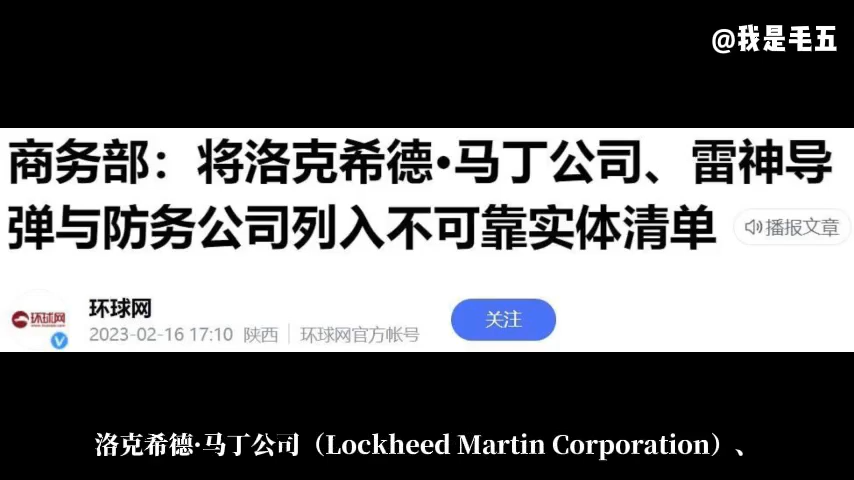 @我是毛五
商务部：将洛克希德·马丁公司、雷神导
弹与防务公司列入不可靠实体清单
播报文章
环球网
环球网
2023-02-16 17:10 陕西 | 环球网官方帐号
关注
洛克希德·马丁公司（Lockheed Martin Corporation）、